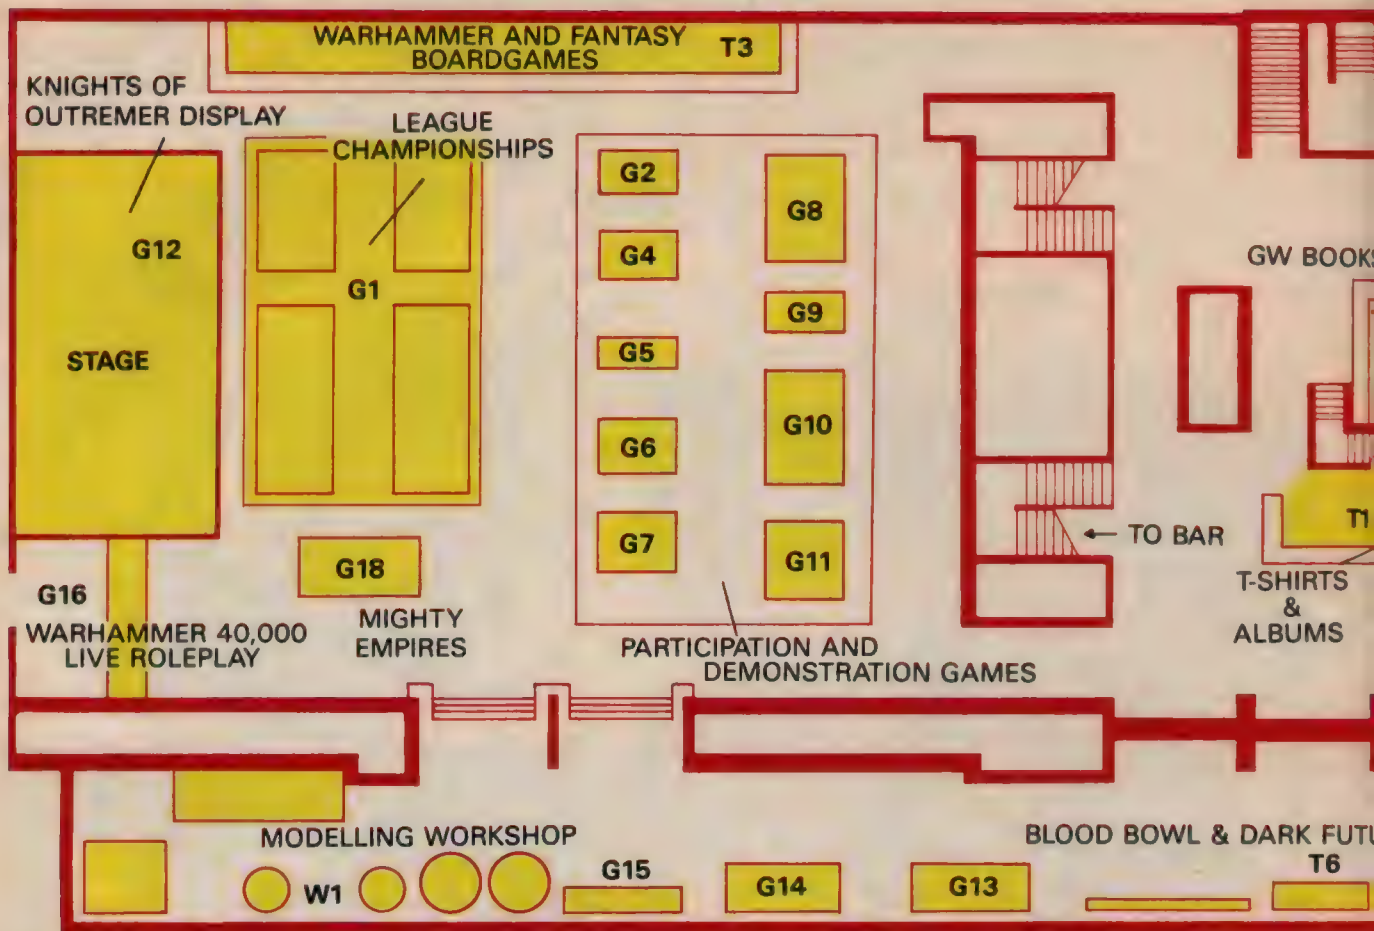 WARHAMMER AND FANTASY
BOARDGAMES
T3
KNIGHTS OF
OUTREMER DISPLAY
LEAGUE
CHAMPIONSHIPS
G2
G8
G12
G4
GW BOOKS
G1
G9
STAGE
G5
G6
G10
G7
G11
TO BAR
T1
G18
G16
T-SHIRTS
&
ALBUMS
WARHAMMER 40,000
LIVE ROLEPLAY
MIGHTY
EMPIRES
PARTICIPATION AND
DEMONSTRATION GAMES
MODELLING WORKSHOP
BLOOD BOWL & DARK FUTU
W1
G15
G14
G13
T6